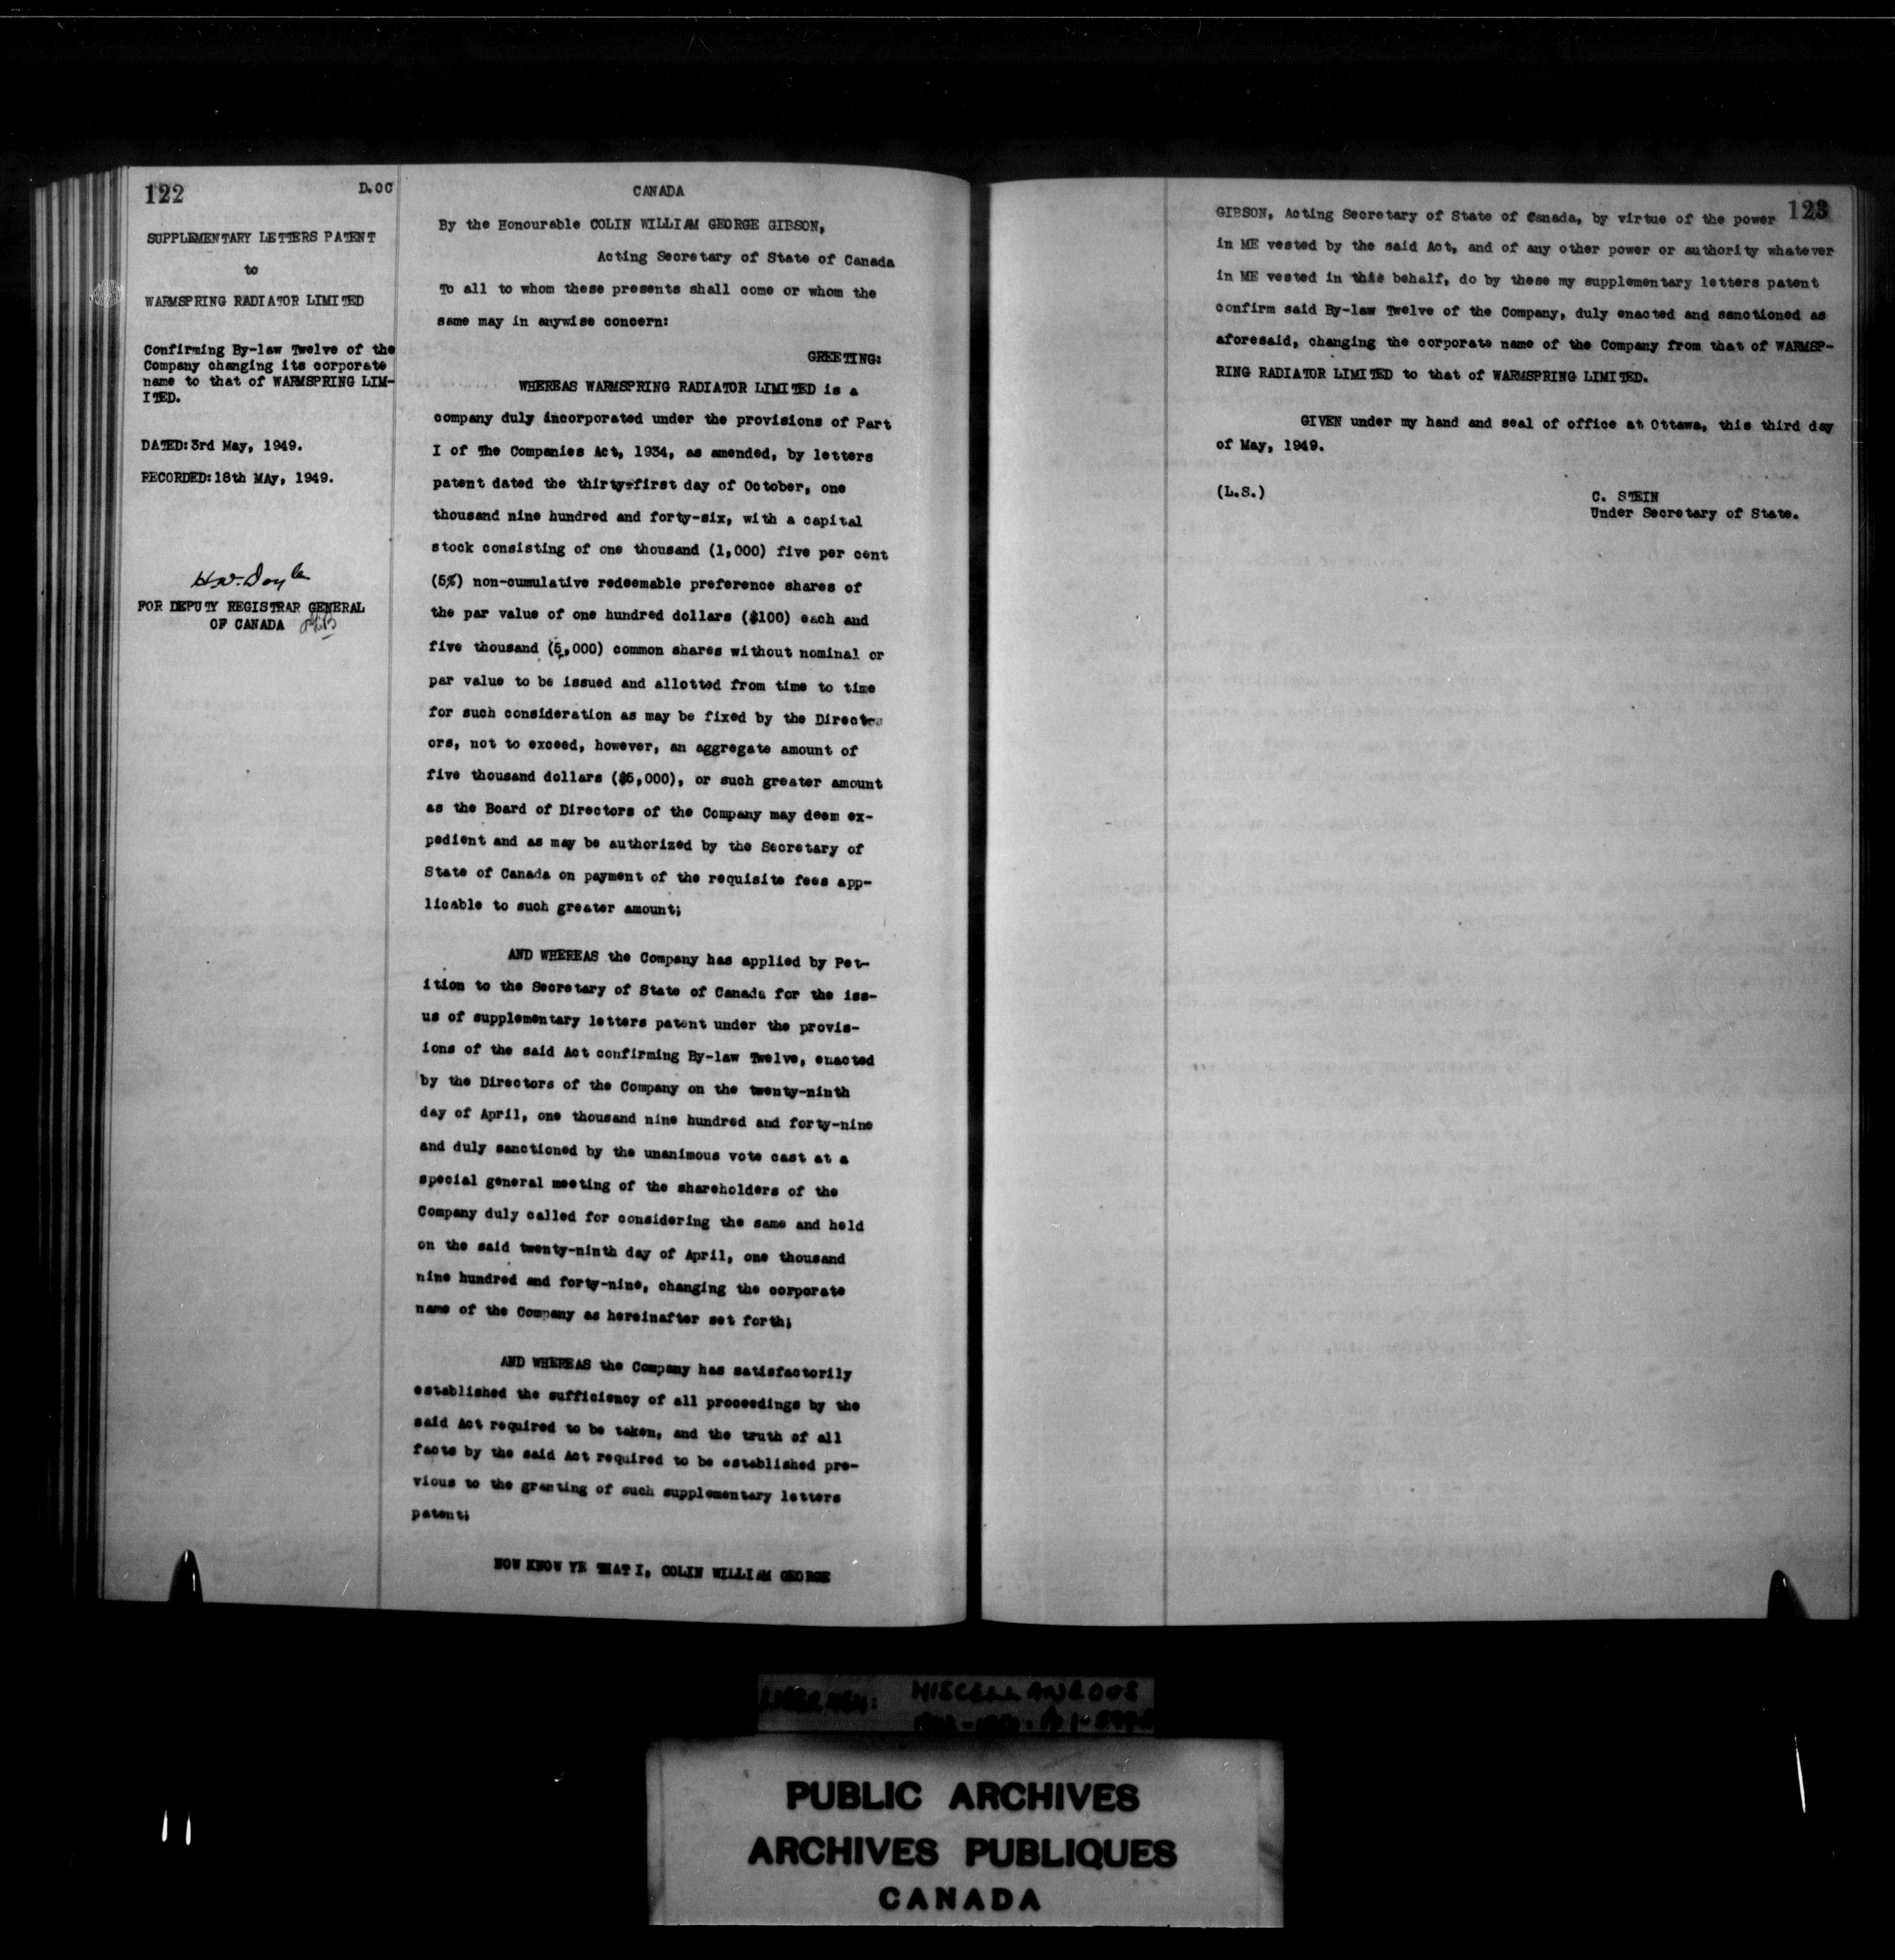 122
D.OC
SUPPLEMENTARY LETTERS PATENT
to
WARMSPRING RADIATOR LIMITED
Confirming By-law Twelve of the
Company changing its corporate
name to that of WARMSPRING LIM-
ITED.
DATED:3rd May, 1949.
RECORDED:18th MAy, 1949.
H.W. Doyle
FOR DEPUTY REGISTRAR GENERAL
OF CANADA
CANADA
By the Honourable COLIN WILLIAM GEORGE GIBSON,
Acting Secretary of State of Canada
To all to whom these presents shall come or whom the
same may in anywise concern:
GREETING:
WHEREAS WARMSPRING RADIATOR LIMITED is a
company duly incorporated under the provisions of Part
I of The Companies Act, 1934, as amended, by letters
patent dated the thirty-first day of October, one
thousand nine hundred and forty-six, with a capital
stock consisting of one thousand (1,000) five per cent
(5%) non-cumulative redeemable preference shares of
the par value of one hundred dollars ($100) each and
five thousand (5,000) common shares without nominal or
par value to be issued and allotted from time to time
for such consideration as may be fixed by the Direct
ors, not to exceed, however, an aggregate amount of
five thousand dollars ($5,000), or such greater amount
as the Board of Directors of the Company may deem ex-
pedient and as may be authorized by the Secretary of
State of Canada on payment of the requisite fees app-
licable to such greater amount;
AND WHEREAS the Company has applied by Pet-
ition to the Secretary of State of Canada for the iss-
us of supplementary letters patent under the provis-
ions of the said Act confirming By-law Twelve, enacted
by the Directors of the Company on the twenty-ninth
day of April, one thousand nine hundred and forty-nine
and duly sanctioned by the unanimous vote cast at a
special general meeting of the shareholders of the
Company duly called for considering the same and held
on the said twenty-ninth day of April, one thousand
nine hundred and forty-nine, changing the corporate
name of the Company as hereinafter set forth;
AND WHEREAS the Company has satisfactorily
established the sufficiency of all proceedings by the
said Act required to be taken, and the truth of all
facts by the said Act required to be established pre-
vious to the granting of such supplementary letters
patent;
NOW KNOW YE THAT I, COLIN WILLIAM GEORGE
123
GIBSON, Acting Secretary of State of Canada, by virtue of the power
in ME vested by the said Act, and of any other power or authority whatever
in ME vested in this behalf, do by these my supplementary letters patent
confirm said By-law Twelve of the Company, duly enacted and sanctioned as
aforesaid, changing the corporate name of the Company from that of WARMSP-
RING RADIATOR LIMITED to that of WARMSPRING LIMITED.
GIVEN under my hand and seal of office at Ottawa, this third day
of May, 1949.
(L.S.)
C. STEIN
Under Secretary of State.
MISCELLANEOUS
PUBLIC ARCHIVES
ARCHIVES PUBLIQUES
CANADA